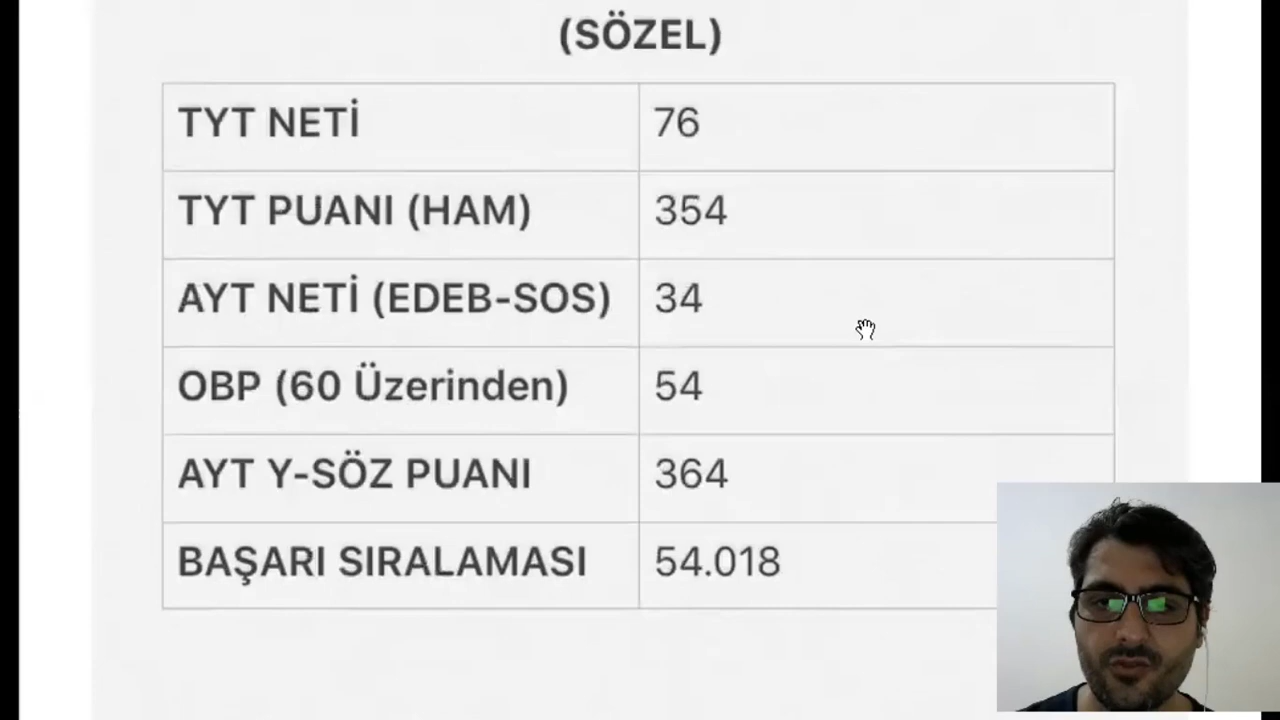 (SÖZEL)
TYT NETİ 76
TYT PUANI (HAM) 354
AYT NETİ (EDEB-SOS) 34
OBP (60 Üzerinden) 54
AYT Y-SÖZ PUANI 364
BAŞARI SIRALAMASI 54.018